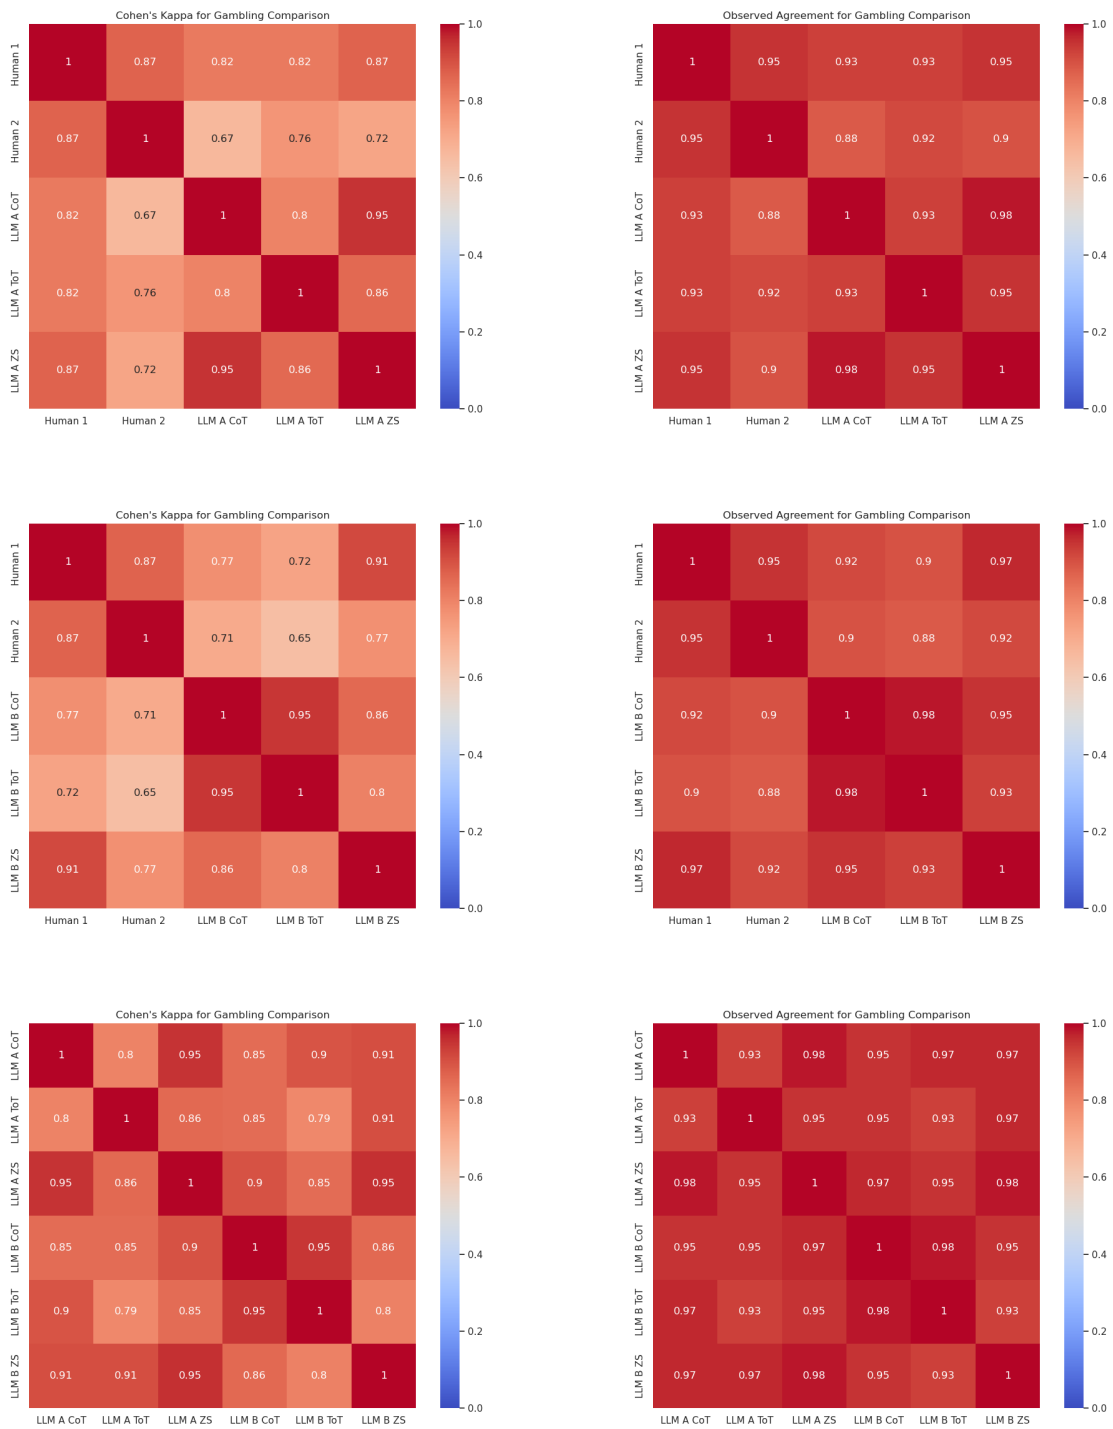 Cohen's Kappa for Gambling Comparison
Human 1 1 0.87 0.82 0.82 0.87
Human 2 0.87 1 0.67 0.76 0.72
LLM A CoT 0.82 0.67 1 0.8 0.95
LLM A ToT 0.82 0.76 0.8 1 0.86
LLM A ZS 0.87 0.72 0.95 0.86 1
Human 1 Human 2 LLM A CoT LLM A ToT LLM A ZS
1.0
0.8
0.6
0.4
0.2
0.0
Observed Agreement for Gambling Comparison
Human 1 1 0.95 0.93 0.93 0.95
Human 2 0.95 1 0.88 0.92 0.9
LLM A CoT 0.93 0.88 1 0.93 0.98
LLM A ToT 0.93 0.92 0.93 1 0.95
LLM A ZS 0.95 0.9 0.98 0.95 1
Human 1 Human 2 LLM A CoT LLM A ToT LLM A ZS
1.0
0.8
0.6
0.4
0.2
0.0
Cohen's Kappa for Gambling Comparison
Human 1 1 0.87 0.77 0.72 0.91
Human 2 0.87 1 0.71 0.65 0.77
LLM B CoT 0.77 0.71 1 0.95 0.86
LLM B ToT 0.72 0.65 0.95 1 0.8
LLM B ZS 0.91 0.77 0.86 0.8 1
Human 1 Human 2 LLM B CoT LLM B ToT LLM B ZS
1.0
0.8
0.6
0.4
0.2
0.0
Observed Agreement for Gambling Comparison
Human 1 1 0.95 0.92 0.9 0.97
Human 2 0.95 1 0.9 0.88 0.92
LLM B CoT 0.92 0.9 1 0.98 0.95
LLM B ToT 0.9 0.88 0.98 1 0.93
LLM B ZS 0.97 0.92 0.95 0.93 1
Human 1 Human 2 LLM B CoT LLM B ToT LLM B ZS
1.0
0.8
0.6
0.4
0.2
0.0
Cohen's Kappa for Gambling Comparison
LLM A CoT 1 0.8 0.95 0.85 0.9 0.91
LLM A ToT 0.8 1 0.86 0.85 0.79 0.91
LLM A ZS 0.95 0.86 1 0.9 0.85 0.95
LLM B CoT 0.85 0.85 0.9 1 0.95 0.86
LLM B ToT 0.9 0.79 0.85 0.95 1 0.8
LLM B ZS 0.91 0.91 0.95 0.86 0.8 1
LLM A CoT LLM A ToT LLM A ZS LLM B CoT LLM B ToT LLM B ZS
1.0
0.8
0.6
0.4
0.2
0.0
Observed Agreement for Gambling Comparison
LLM A CoT 1 0.93 0.98 0.95 0.97 0.97
LLM A ToT 0.93 1 0.95 0.95 0.93 0.97
LLM A ZS 0.98 0.95 1 0.97 0.95 0.98
LLM B CoT 0.95 0.95 0.97 1 0.98 0.95
LLM B ToT 0.97 0.93 0.95 0.98 1 0.93
LLM B ZS 0.97 0.97 0.98 0.95 0.93 1
LLM A CoT LLM A ToT LLM A ZS LLM B CoT LLM B ToT LLM B ZS
1.0
0.8
0.6
0.4
0.2
0.0